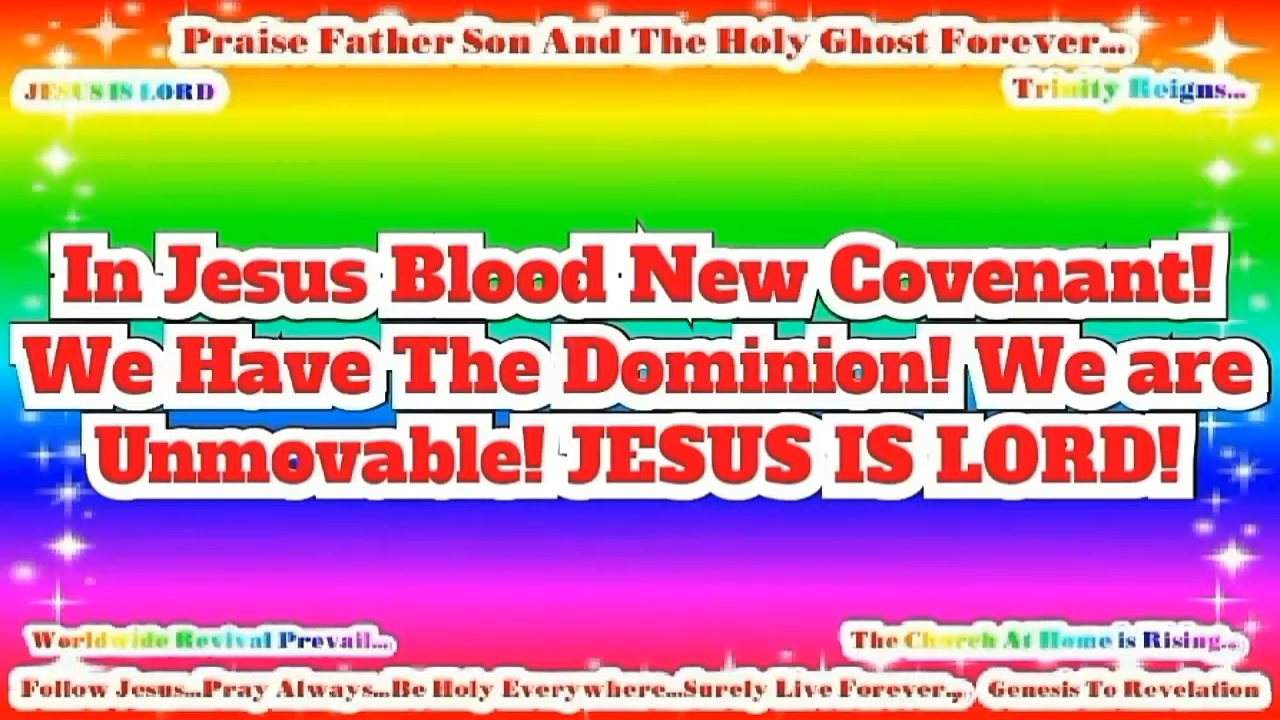 Praise Father Son And The Holy Ghost Forever...
JESUS IS LORD
Trinity Reigns...
In Jesus Blood New Covenant!
We Have The Dominion! We are
Unmovable! JESUS IS LORD!
Worldwide Revival Prevail...
The Church At Home is Rising...
Follow Jesus...Pray Always...Be Holy Everywhere...Surely Live Forever..,
Genesis To Revelation